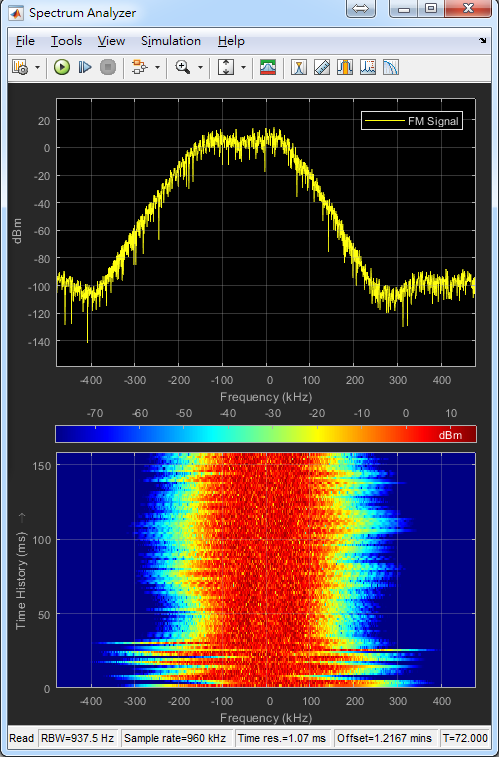 Spectrum Analyzer
File Tools View Simulation Help
FM Signal
20
0
-20
-40
-60
-80
-100
-120
-140
dBm
-400 -300 -200 -100 0 100 200 300 400
Frequency (kHz)
-70 -60 -50 -40 -30 -20 -10 0 10
dBm
150
100
50
0
Time History (ms) →
-400 -300 -200 -100 0 100 200 300 400
Frequency (kHz)
Read RBW=937.5 Hz Sample rate=960 kHz Time res.=1.07 ms Offset=1.2167 mins T=72.000